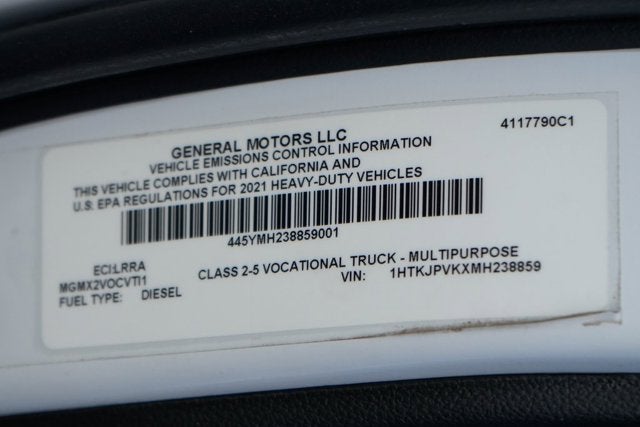 GENERAL MOTORS LLC
4117790C1
VEHICLE EMISSIONS CONTROL INFORMATION
THIS VEHICLE COMPLIES WITH CALIFORNIA AND
U.S. EPA REGULATIONS FOR 2021 HEAVY-DUTY VEHICLES
445YMH238859001
ECI:LRRA
CLASS 2-5 VOCATIONAL TRUCK - MULTIPURPOSE
MGMX2VOCVTI1
VIN: 1HTKJPVKXMH238859
FUEL TYPE: DIESEL